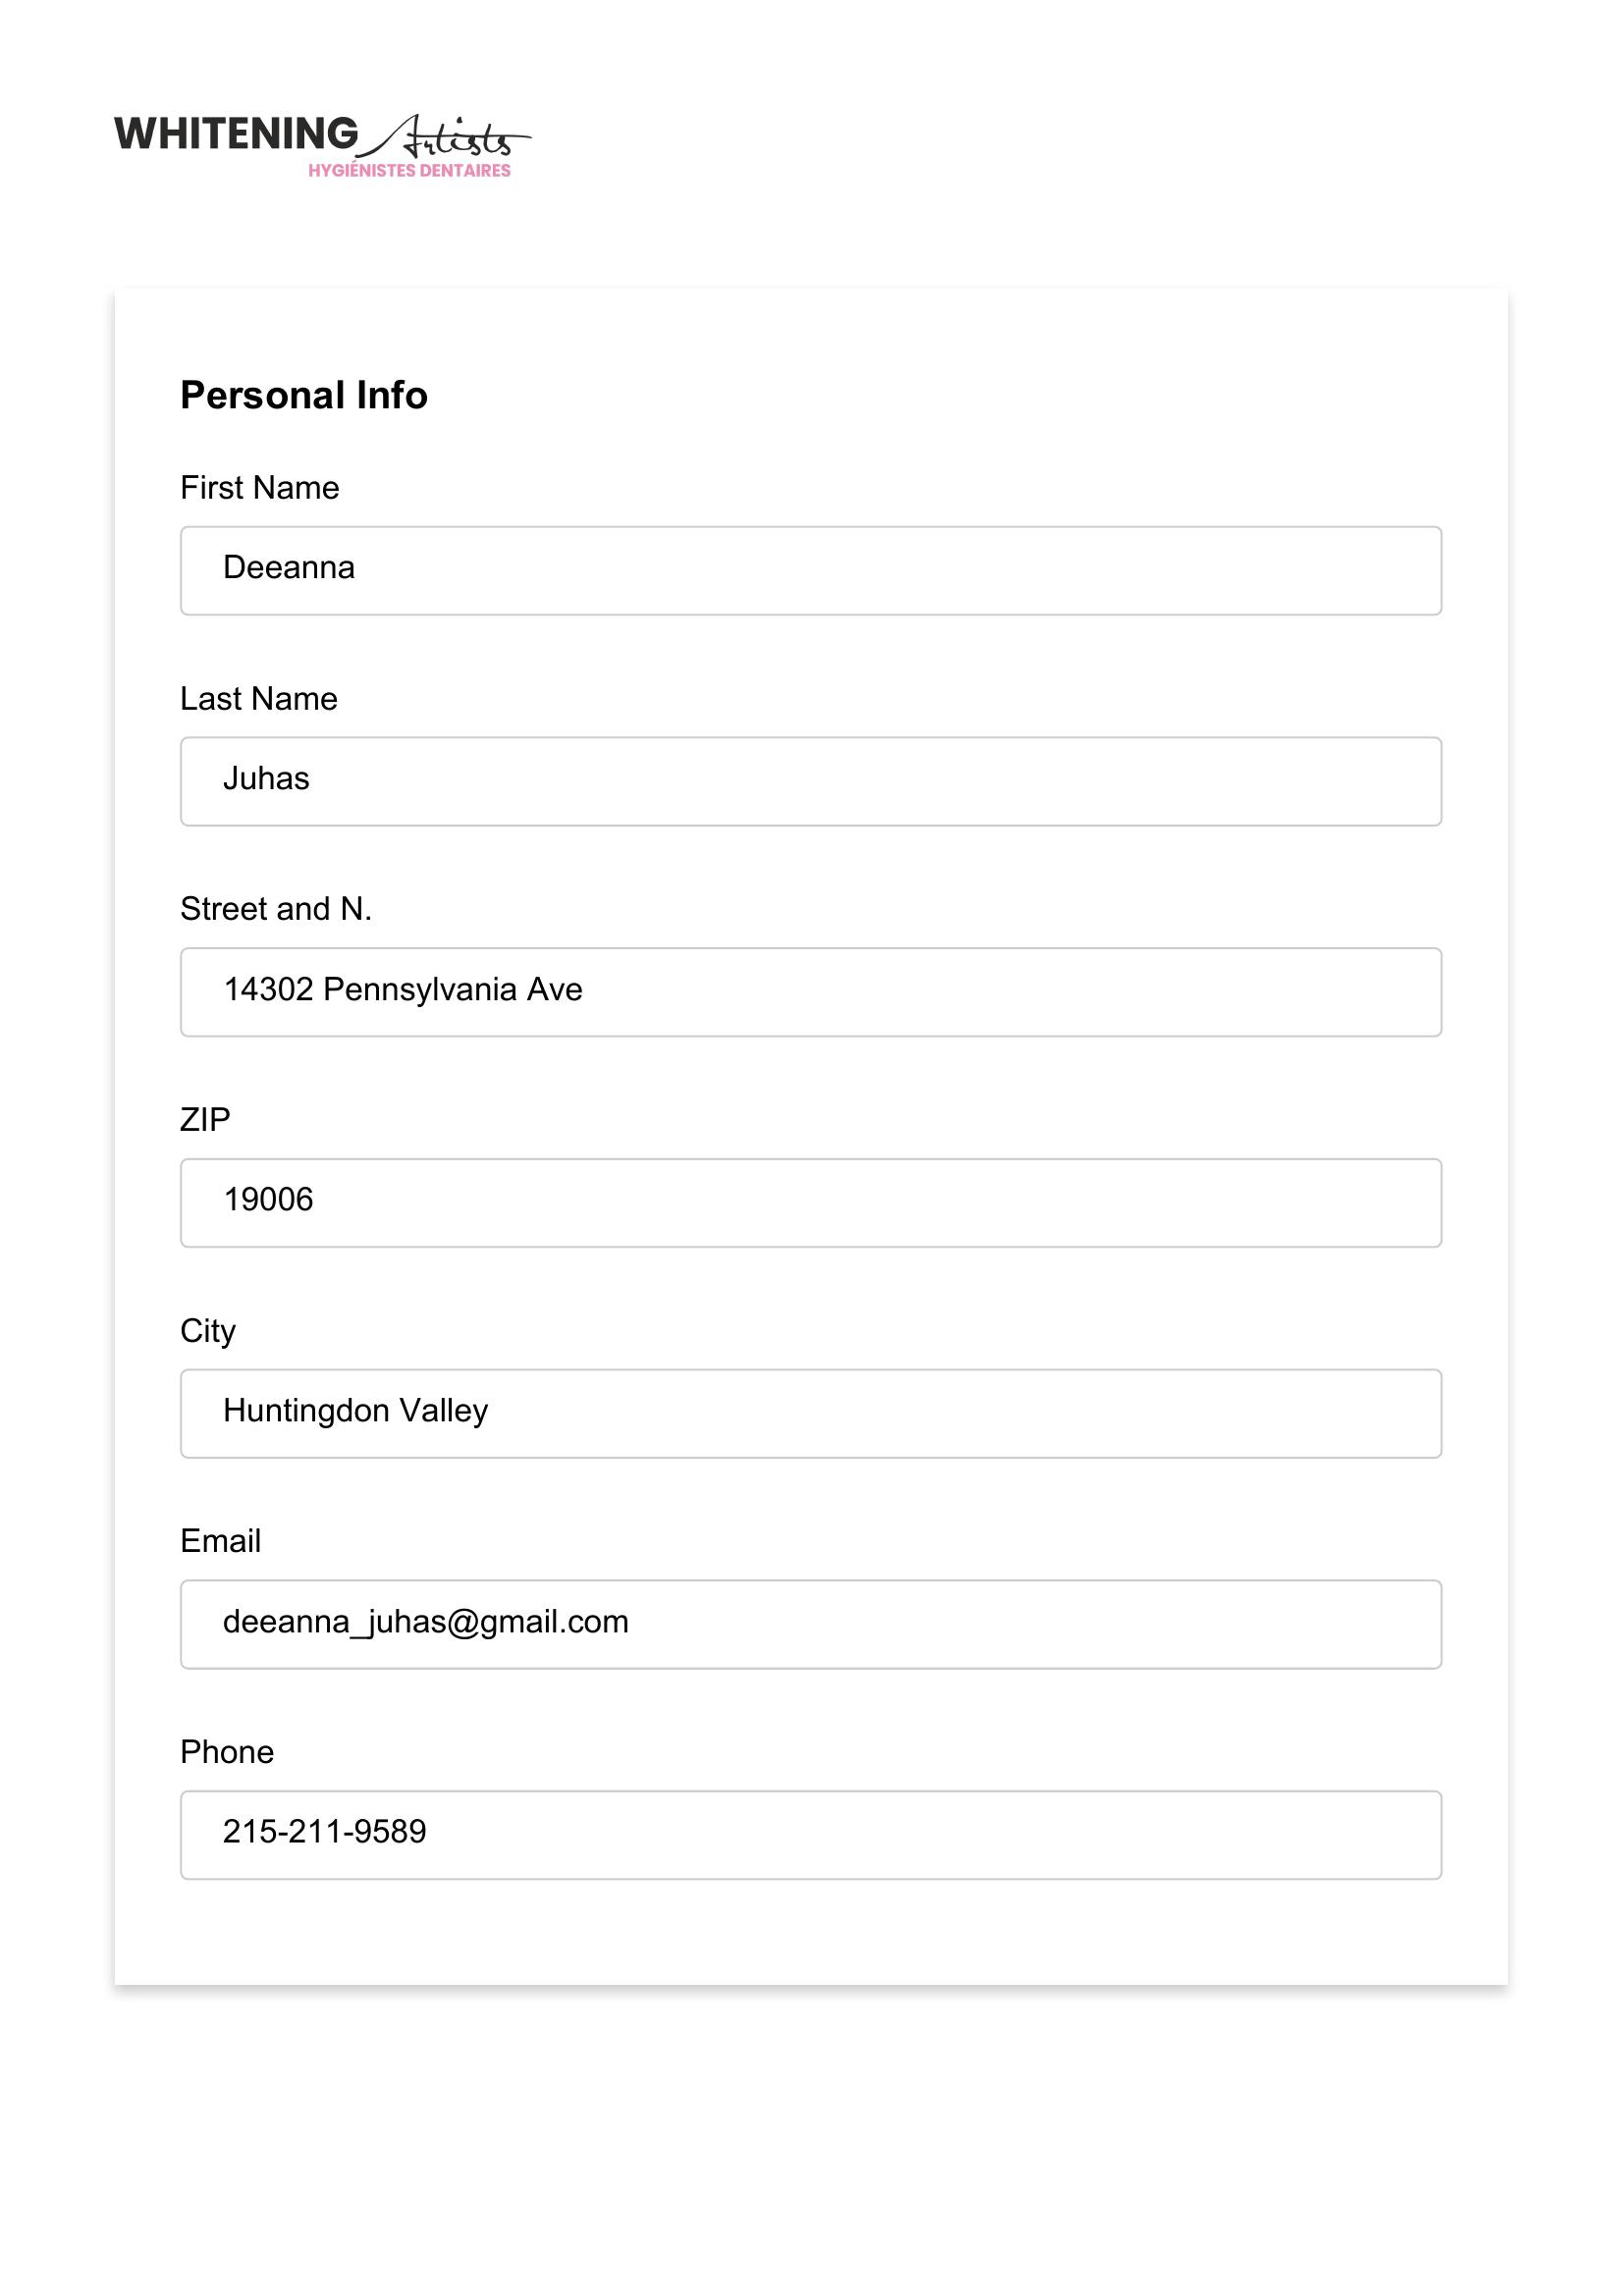 WHITENING Artists
HYGIÉNISTES DENTAIRES
Personal Info
First Name
Deeanna
Last Name
Juhas
Street and N.
14302 Pennsylvania Ave
ZIP
19006
City
Huntingdon Valley
Email
deeanna_juhas@gmail.com
Phone
215-211-9589